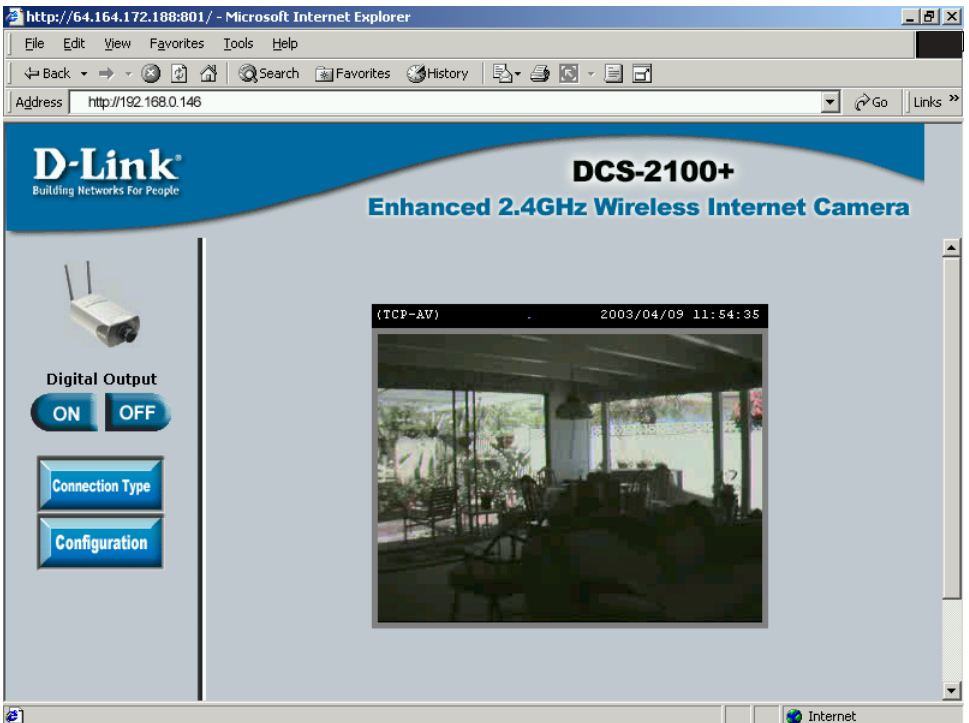 http://64.164.172.188:801/ - Microsoft Internet Explorer
File Edit View Favorites Tools Help
Back Search Favorites History
Address http://192.168.0.146 Go Links »
D-Link®
Building Networks For People
DCS-2100+
Enhanced 2.4GHz Wireless Internet Camera
(TCP-AV) 2003/04/09 11:54:35
Digital Output
ON OFF
Connection Type
Configuration
Internet